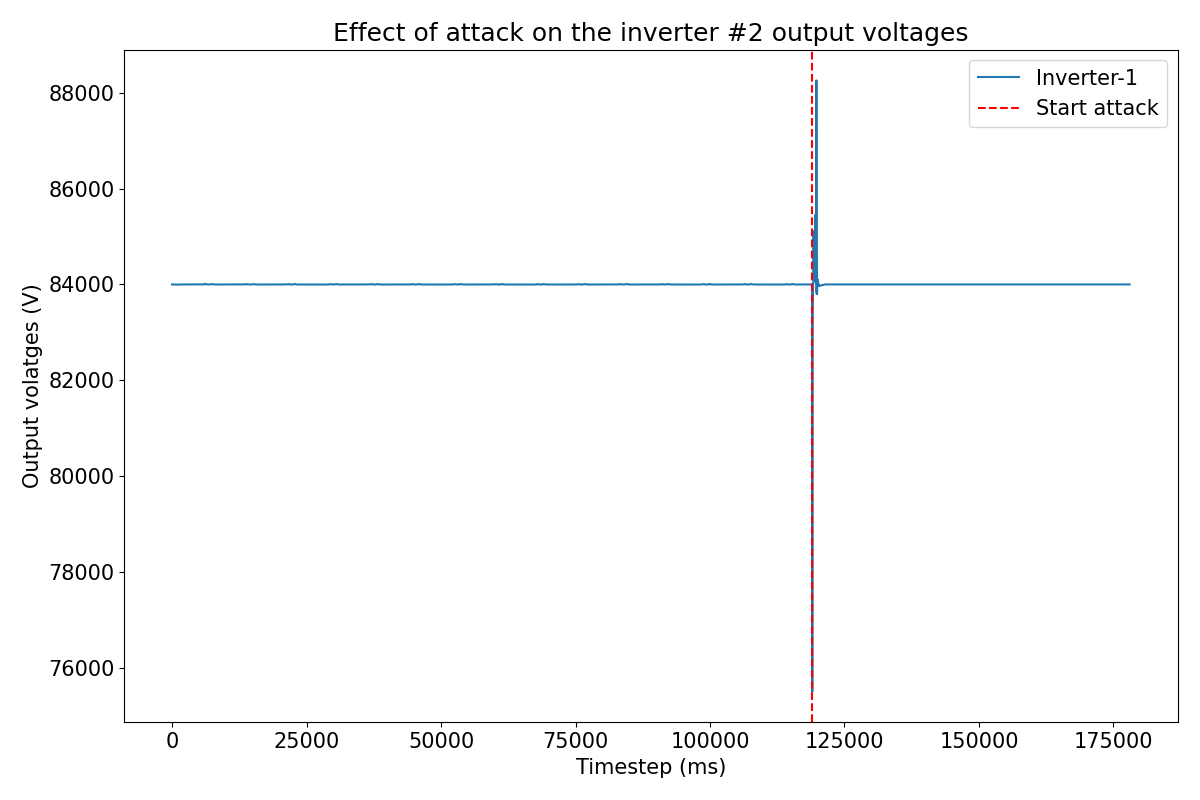 Effect of attack on the inverter #2 output voltages
Inverter-1
Start attack
Output volatges (V)
88000
86000
84000
82000
80000
78000
76000
0 25000 50000 75000 100000 125000 150000 175000
Timestep (ms)